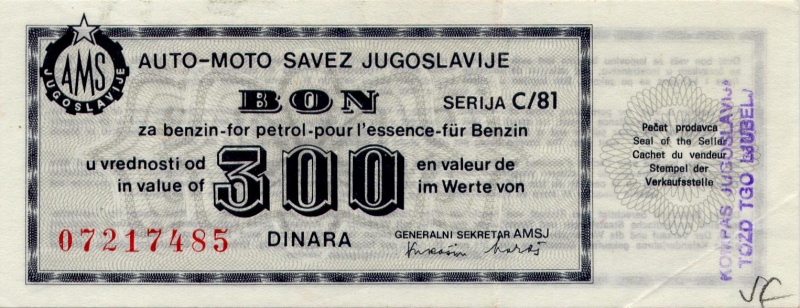 AMS
JUGOSLAVIJE
AUTO-MOTO SAVEZ JUGOSLAVIJE
BON
SERIJA C/81
za benzin-for petrol-pour l'essence-für Benzin
u vrednosti od 300 en valeur de
in value of im Werte von
07217485
DINARA
GENERALNI SEKRETAR AMSJ
Pečat prodavca
Seal of the Seller
Cachet du vendeur
Stempel der
Verkaufsstelle
KOMPAS JUGOSLAVIJA
TOZD TGO LJUBELJ